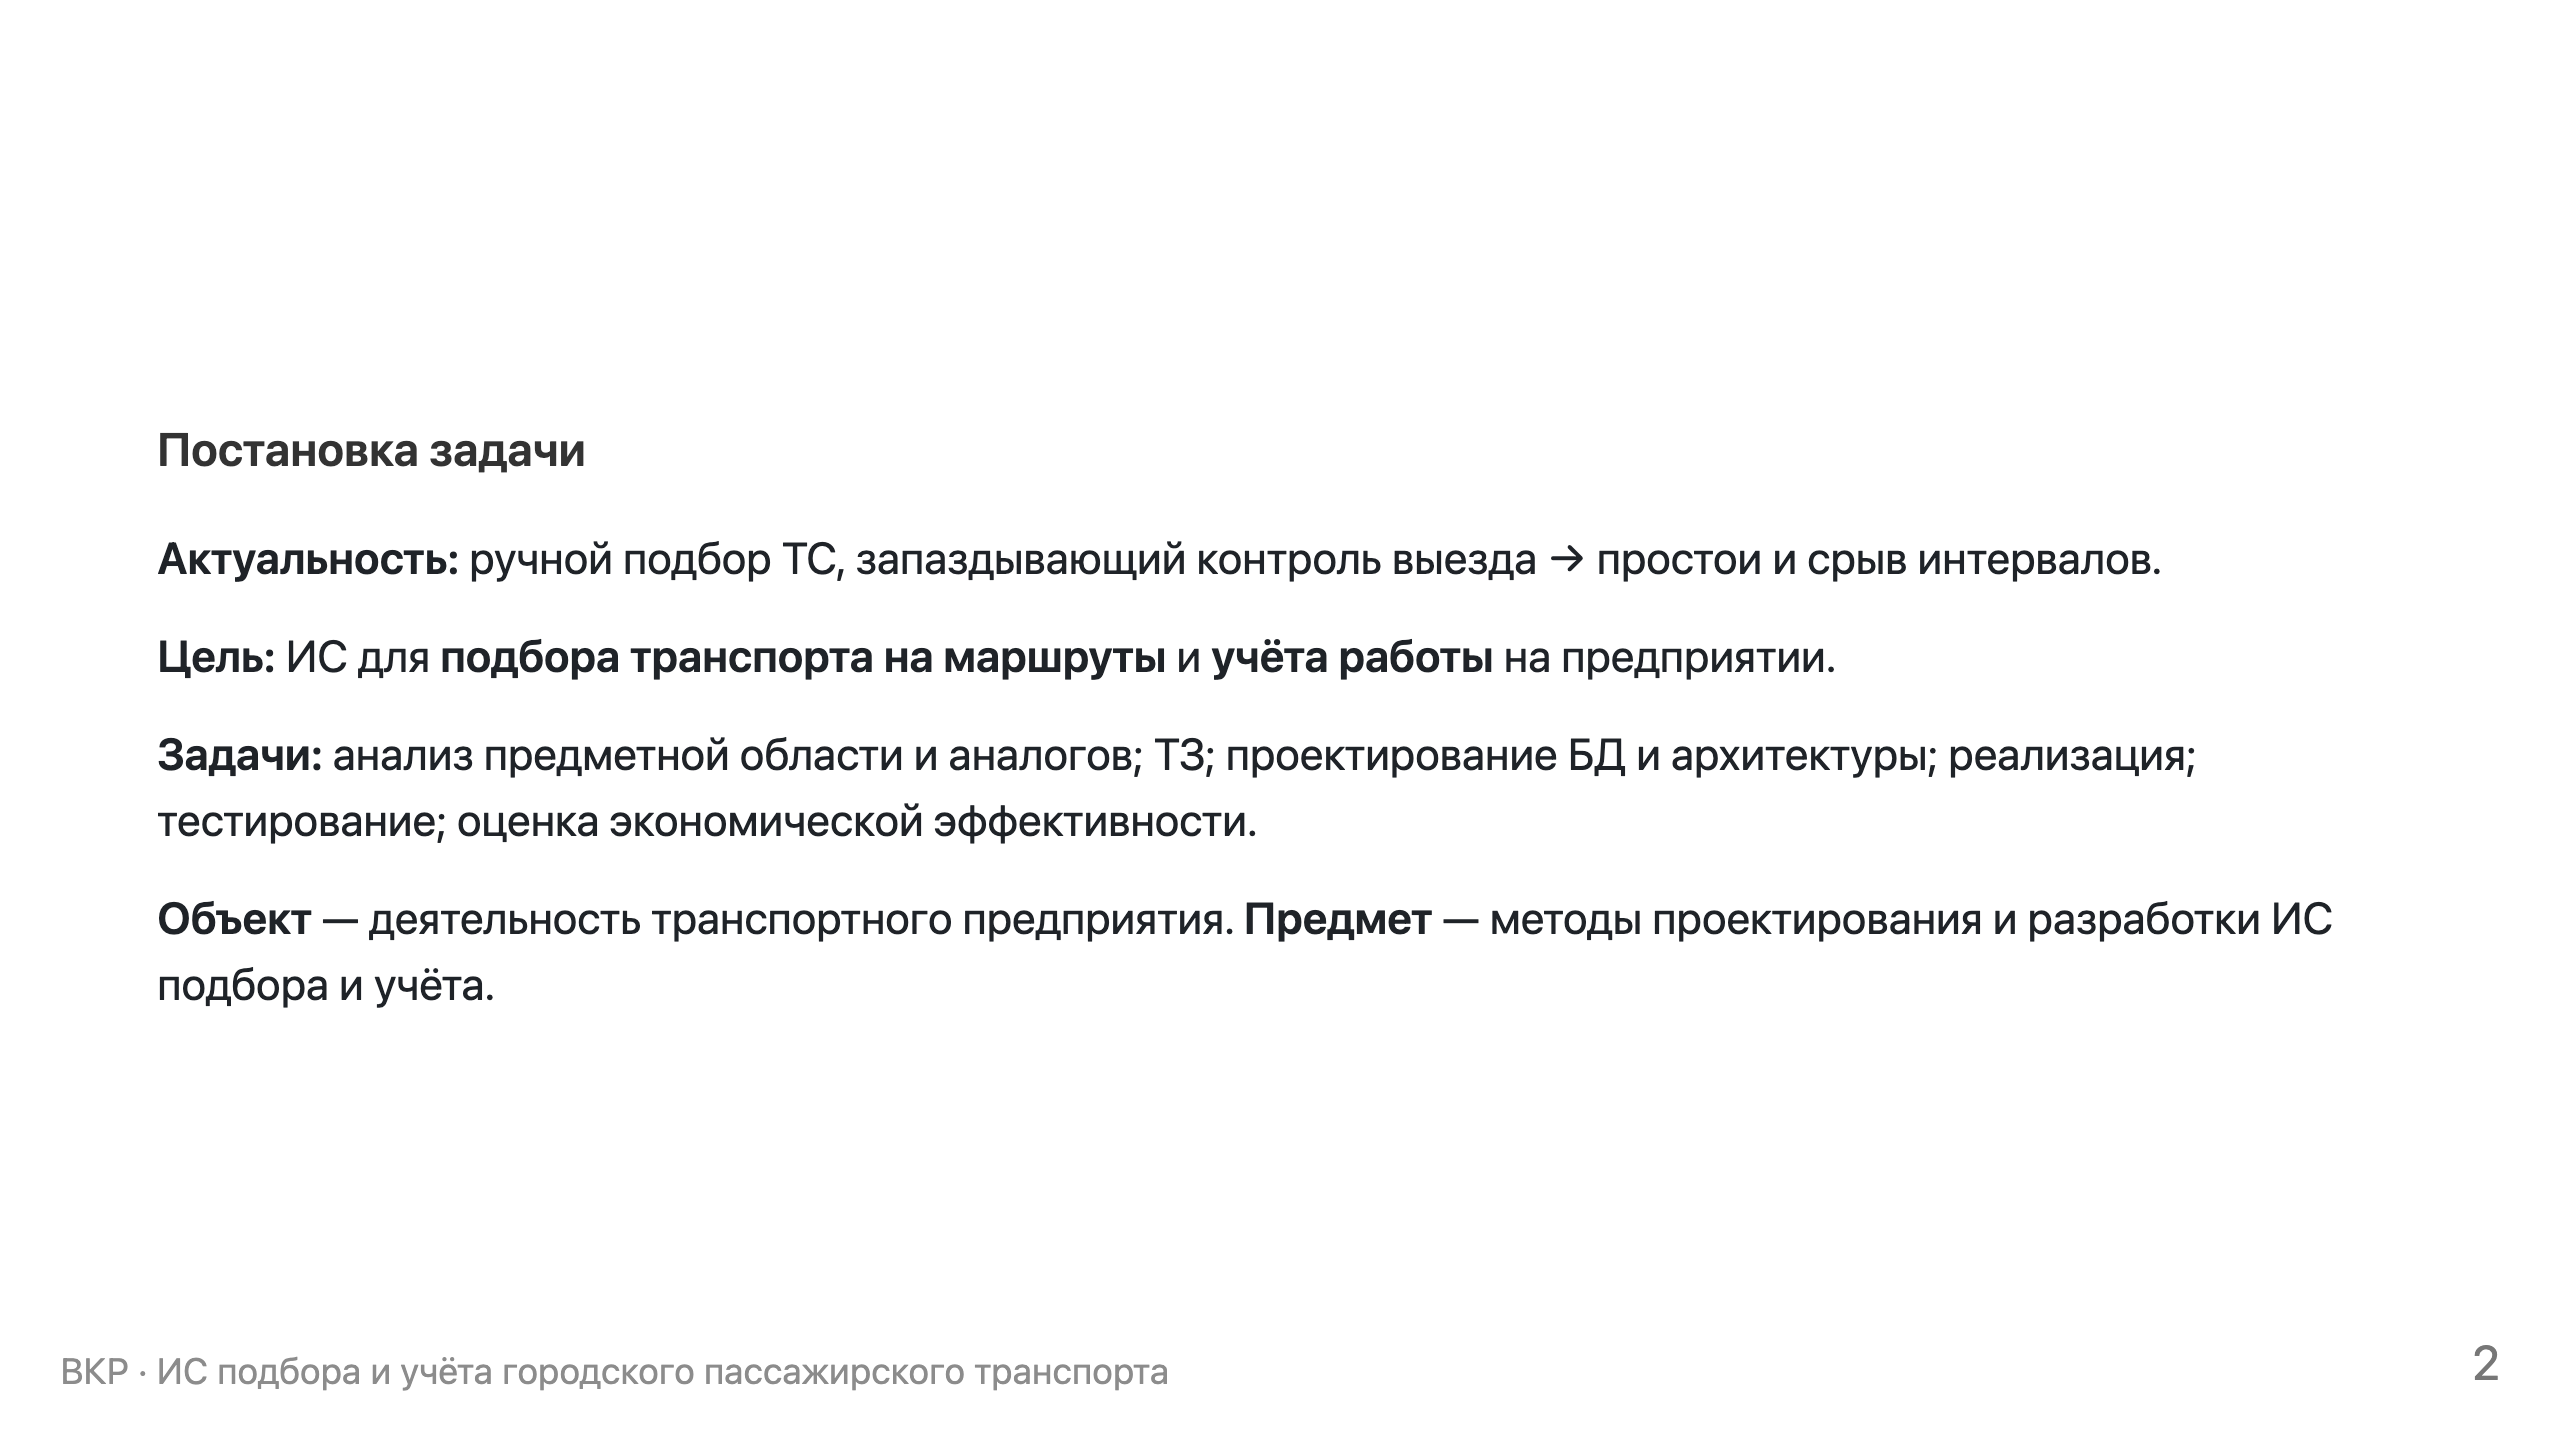 Постановка задачи
Актуальность: ручной подбор ТС, запаздывающий контроль выезда → простои и срыв интервалов.
Цель: ИС для подбора транспорта на маршруты и учёта работы на предприятии.
Задачи: анализ предметной области и аналогов; ТЗ; проектирование БД и архитектуры; реализация;
тестирование; оценка экономической эффективности.
Объект — деятельность транспортного предприятия. Предмет — методы проектирования и разработки ИС
подбора и учёта.
ВКР · ИС подбора и учёта городского пассажирского транспорта
2